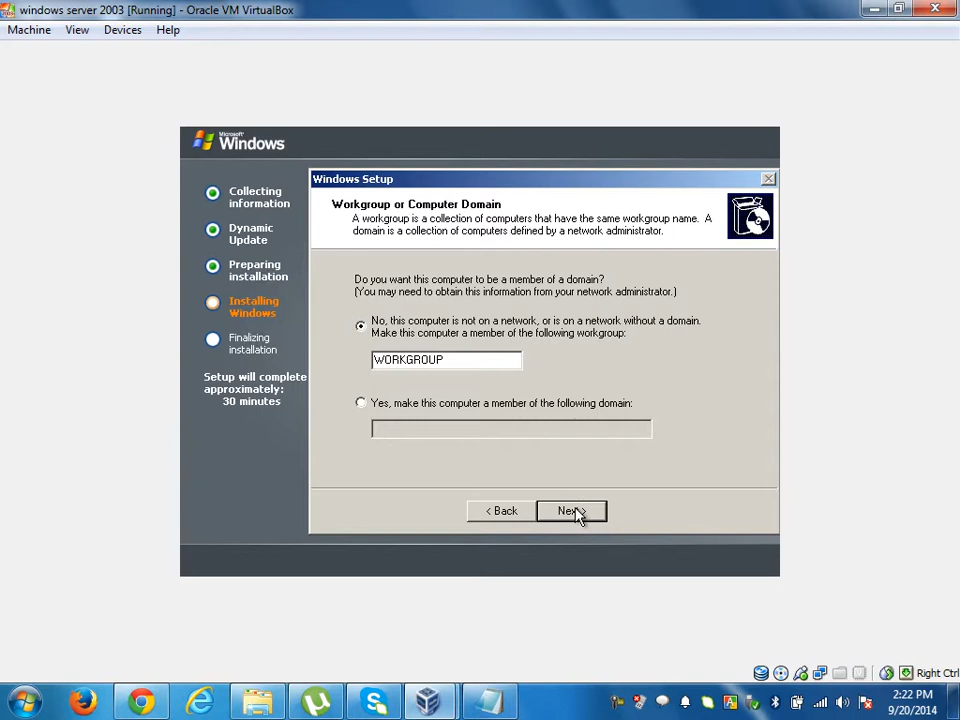 windows server 2003 [Running] - Oracle VM VirtualBox
Machine View Devices Help
Microsoft
Windows
Collecting
information
Dynamic
Update
Preparing
installation
Installing
Windows
Finalizing
installation
Setup will complete
approximately:
30 minutes
Windows Setup
Workgroup or Computer Domain
A workgroup is a collection of computers that have the same workgroup name. A
domain is a collection of computers defined by a network administrator.
Do you want this computer to be a member of a domain?
(You may need to obtain this information from your network administrator.)
No, this computer is not on a network, or is on a network without a domain.
Make this computer a member of the following workgroup:
WORKGROUP
Yes, make this computer a member of the following domain:
< Back
Next >
Right Ctrl
2:22 PM
9/20/2014